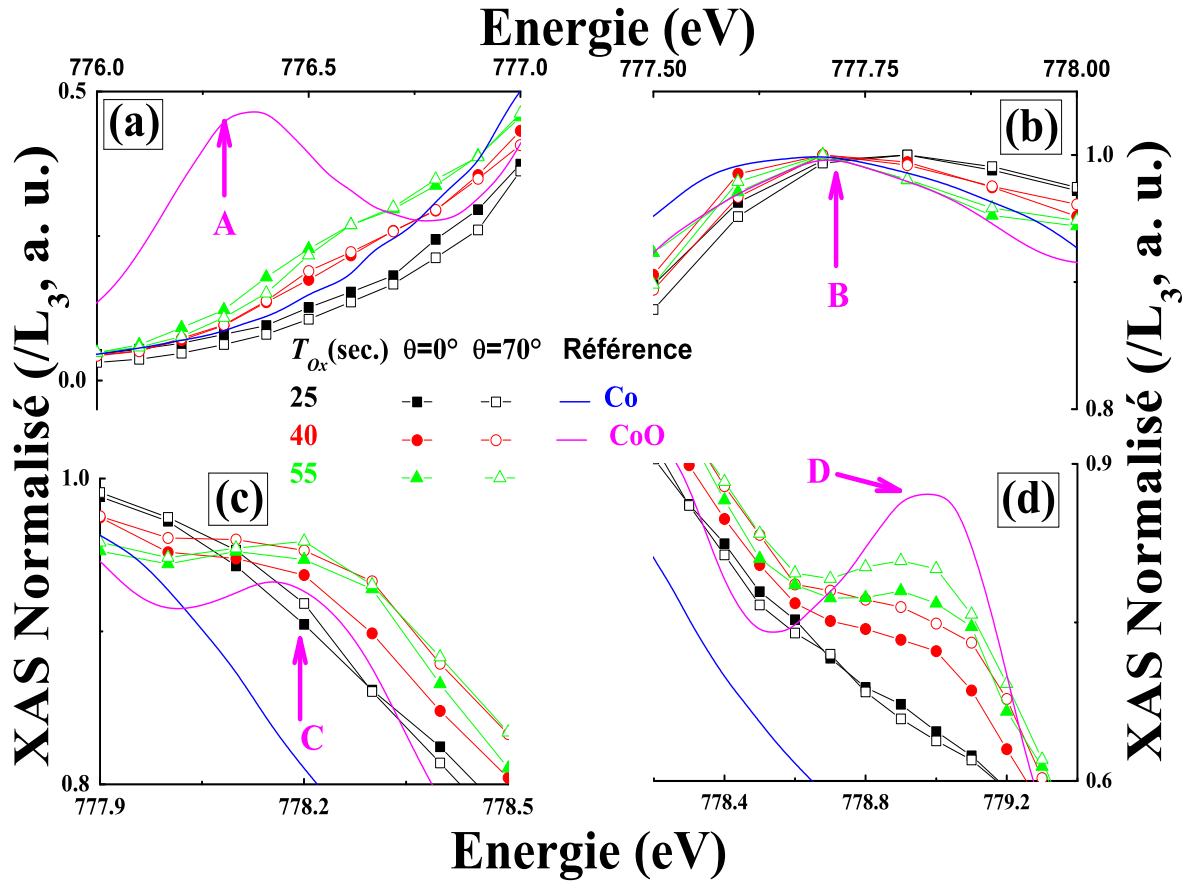 Energie (eV)
776.0 776.5 777.0
777.50 777.75 778.00
0.5
0.0
(a)
A
(b)
B
1.0
0.8
XAS Normalisé (/L3, a. u.)
XAS Normalisé (/L3, a. u.)
TOx(sec.) θ=0° θ=70° Référence
25 Co
40 CoO
55
1.0
0.8
(c)
C
D
(d)
0.9
0.6
777.9 778.2 778.5
778.4 778.8 779.2
Energie (eV)